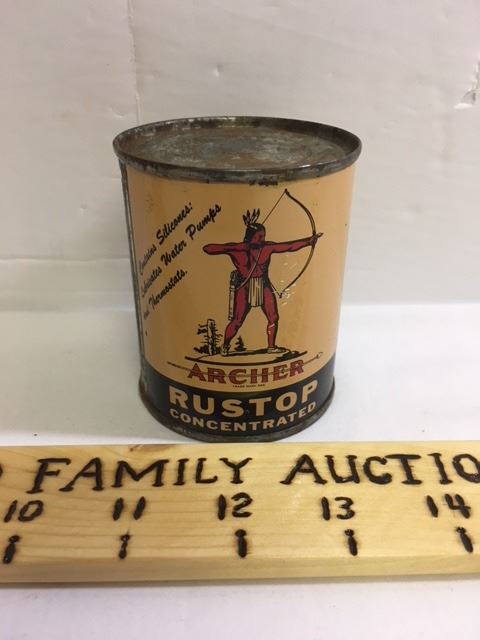 Contains Silicones:
Lubricates Water Pumps
and Thermostats.
ARCHER
TRADE MARK REG
RUSTOP
CONCENTRATED
FAMILY AUCTIO
10 11 12 13 14